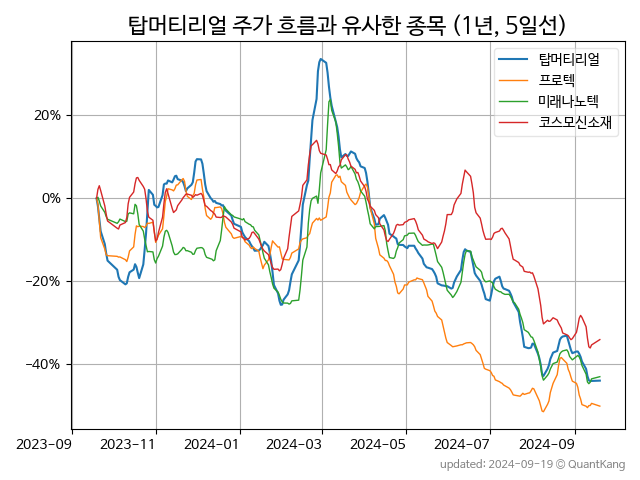 탑머티리얼 주가 흐름과 유사한 종목 (1년, 5일선)
탑머티리얼
프로텍
미래나노텍
코스모신소재
20%
0%
−20%
−40%
2023-09
2023-11
2024-01
2024-03
2024-05
2024-07
2024-09
updated: 2024-09-19 © QuantKang